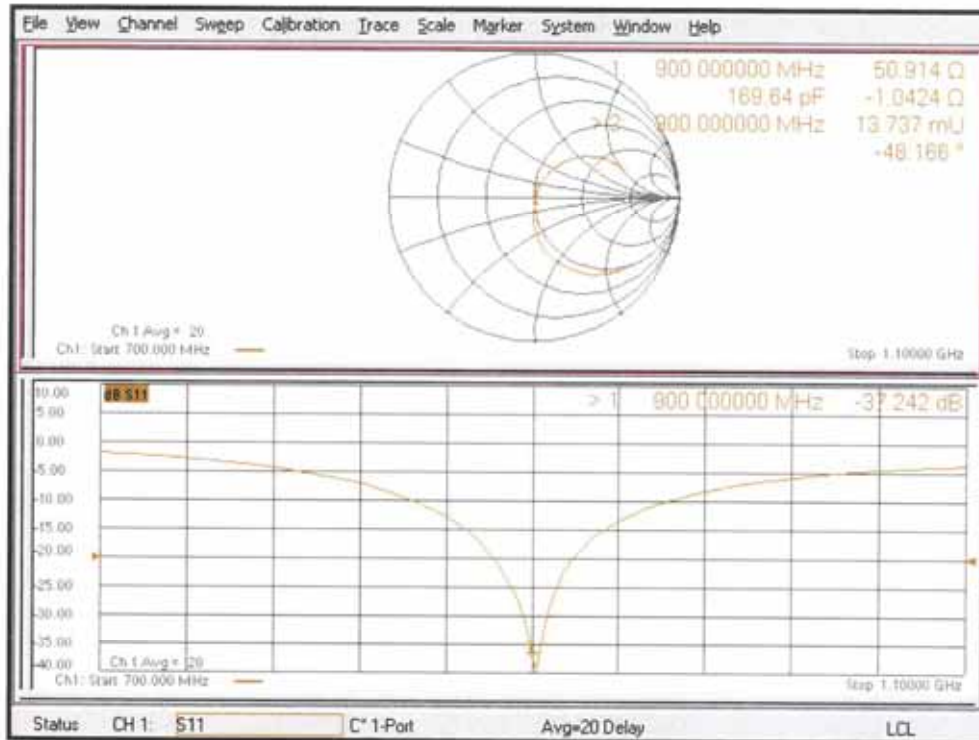 File View Channel Sweep Calibration Trace Scale Marker System Window Help
1 900.000000 MHz 50.914 Ω
169.64 pF -1.0424 Ω
900.000000 MHz 13.737 mU
-48.166 °
Ch 1 Avg = 20
Ch1: Start 700.000 MHz
Stop 1.10000 GHz
10.00
dB S11
> 1 900.000000 MHz -37.242 dB
5.00
0.00
-5.00
-10.00
-15.00
-20.00
-25.00
-30.00
-35.00
-40.00
Ch 1 Avg = 20
Ch1: Start 700.000 MHz
Stop 1.10000 GHz
Status CH 1: S11 C* 1-Port Avg=20 Delay LCL